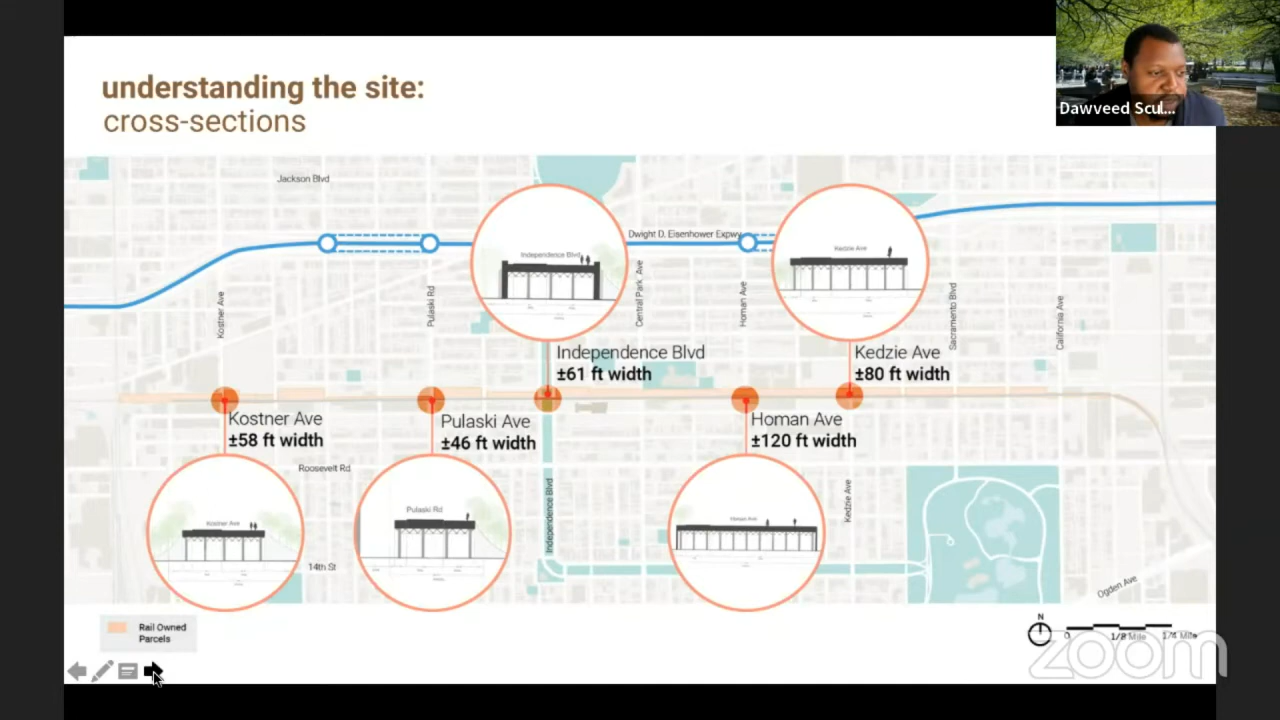 understanding the site:
cross-sections
Dawveed Scul...
Jackson Blvd
Dwight D. Eisenhower Expwy
Independence Blvd
Kedzie Ave
Kostner Ave
Pulaski Rd
Central Park Ave
Homan Ave
Sacramento Blvd
California Ave
Independence Blvd
±61 ft width
Kedzie Ave
±80 ft width
Kostner Ave
±58 ft width
Pulaski Ave
±46 ft width
Homan Ave
±120 ft width
Roosevelt Rd
Independence Blvd
Kedzie Ave
Kostner Ave
Pulaski Rd
Homan Ave
14th St
Ogden Ave
Rail Owned
Parcels
N
0 1/8 Mile 1/4 Mile
zoom